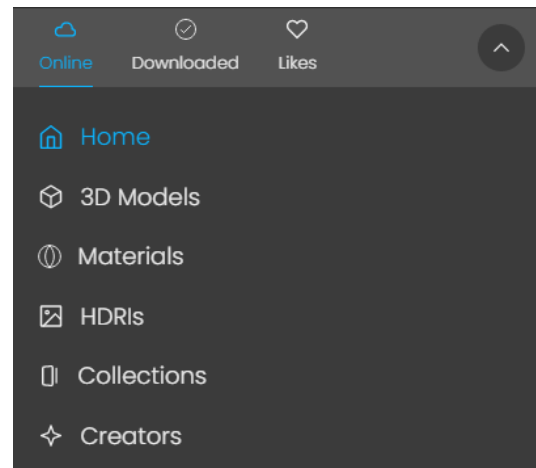 Online Downloaded Likes
Home
3D Models
Materials
HDRIs
Collections
Creators